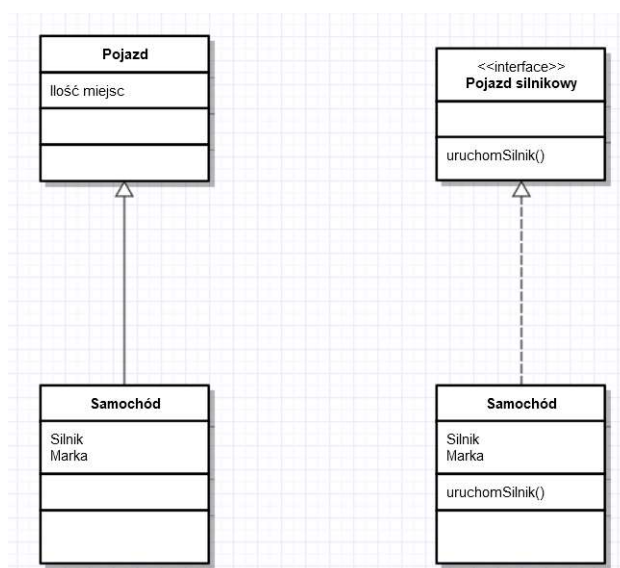 Pojazd
Ilość miejsc
Samochód
Silnik
Marka
<<interface>>
Pojazd silnikowy
uruchomSilnik()
Samochód
Silnik
Marka
uruchomSilnik()